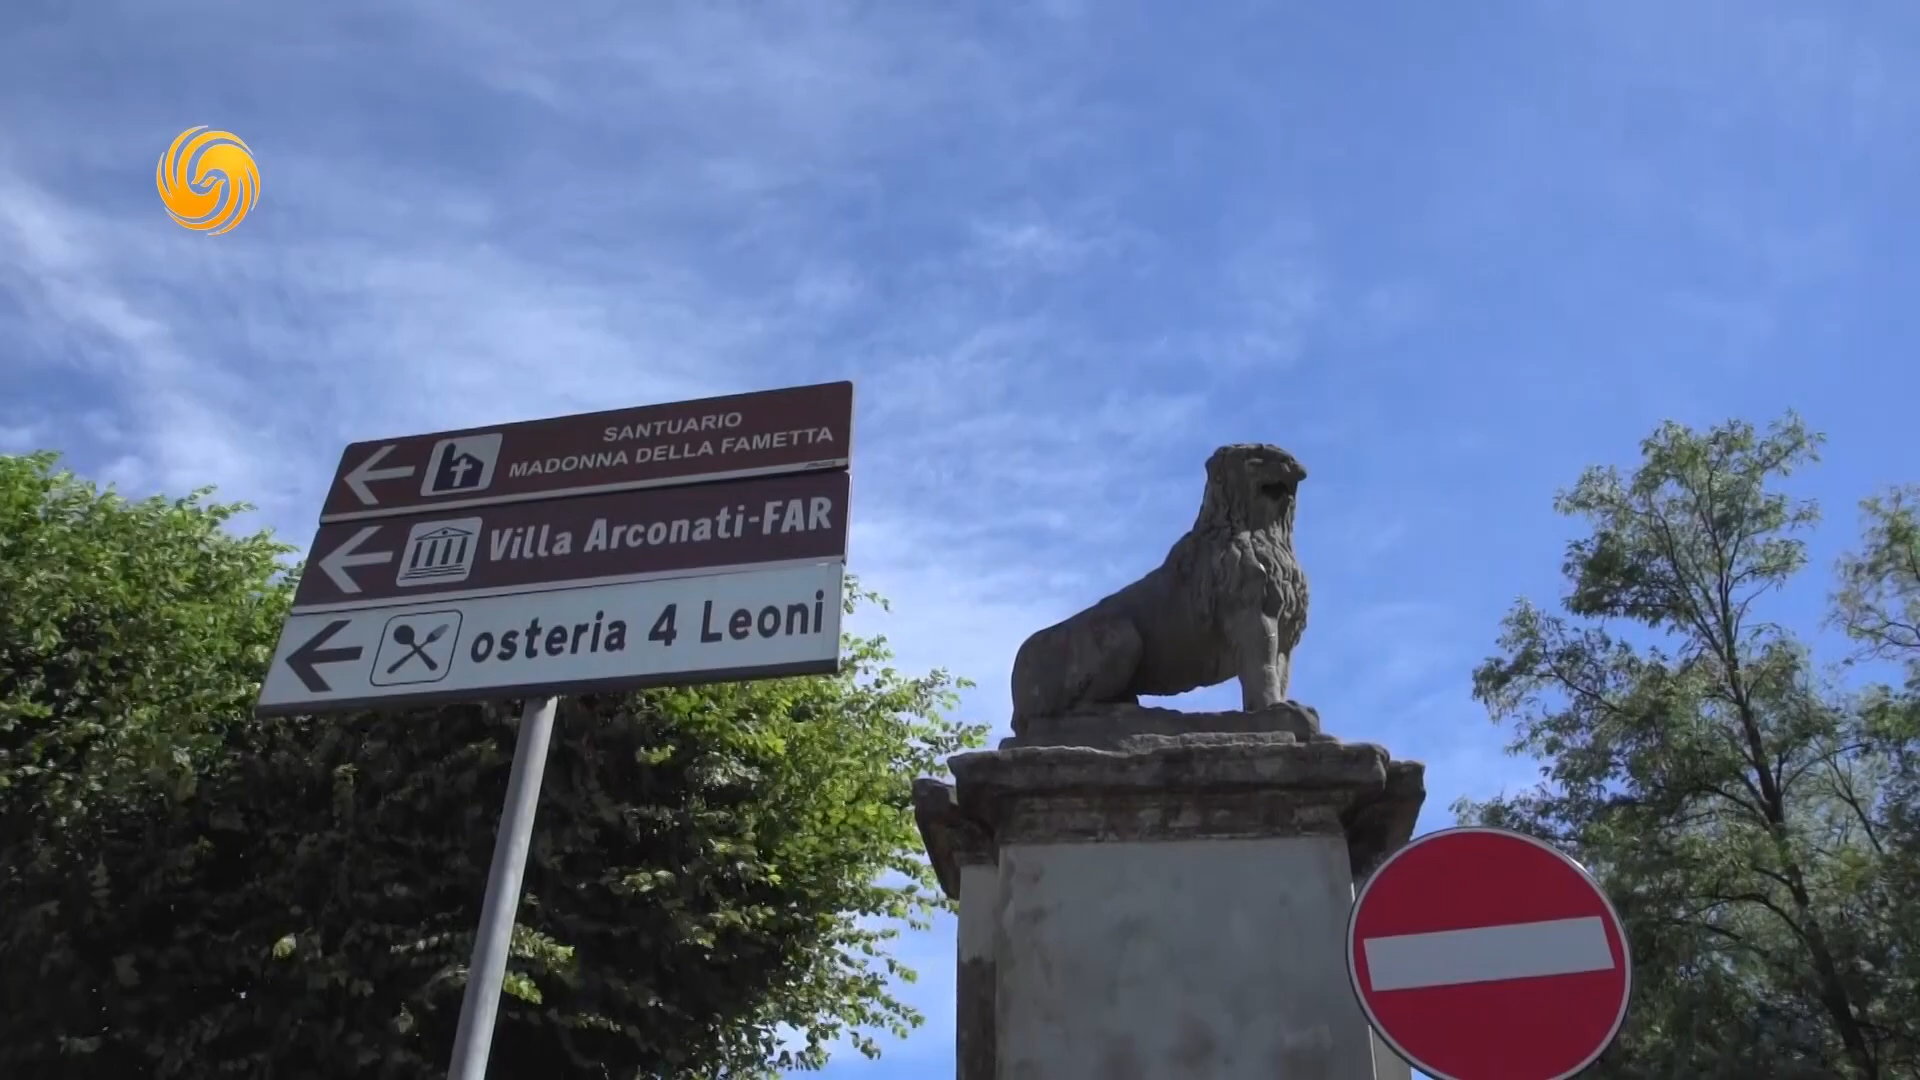 SANTUARIO
MADONNA DELLA FAMETTA
Villa Arconati-FAR
osteria 4 Leoni